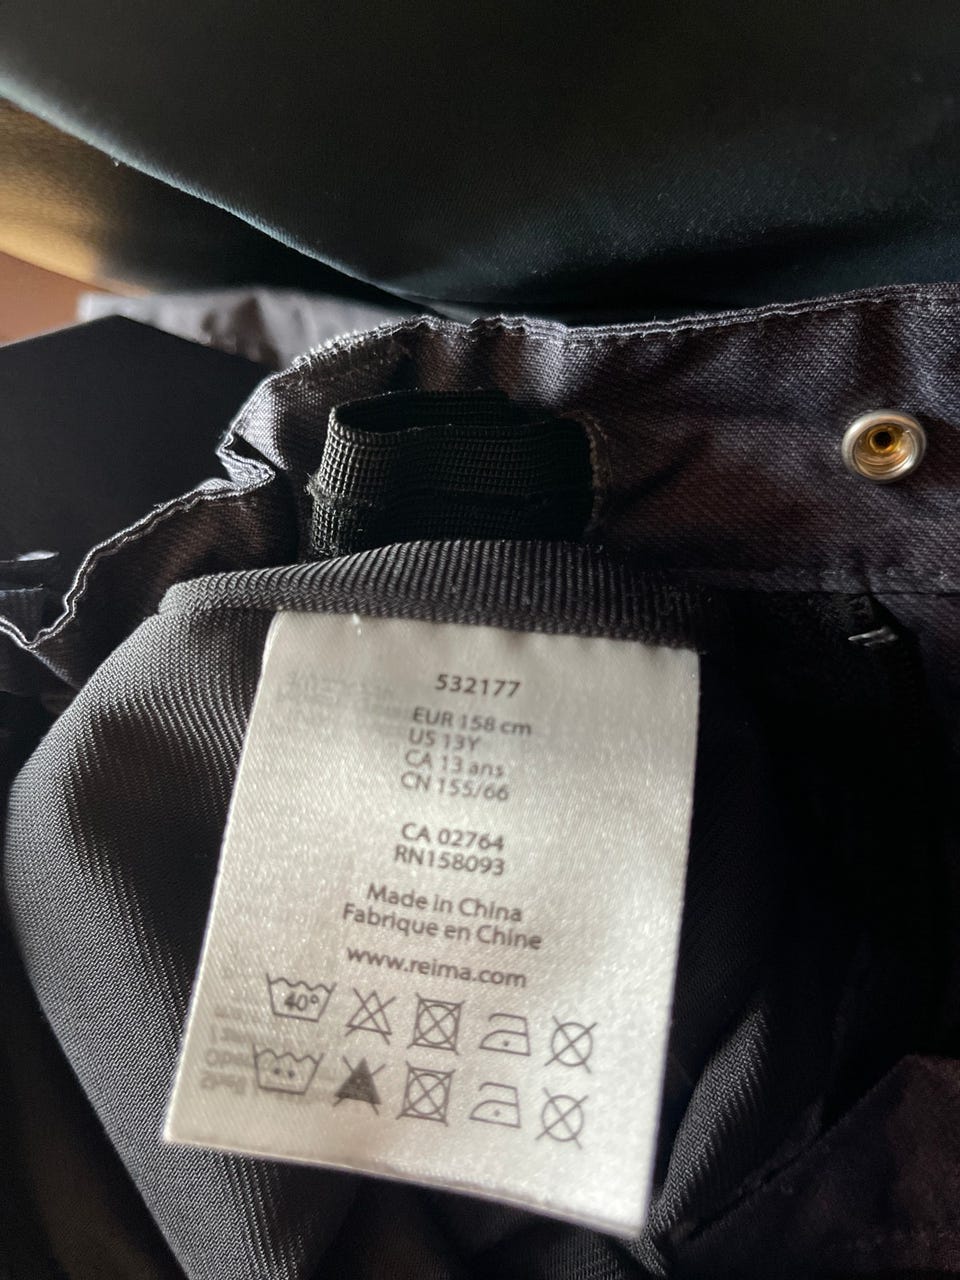 532177
EUR 158 cm
US 13Y
CA 13 ans
CN 155/66
CA 02764
RN158093
Made in China
Fabrique en Chine
www.reima.com
40°